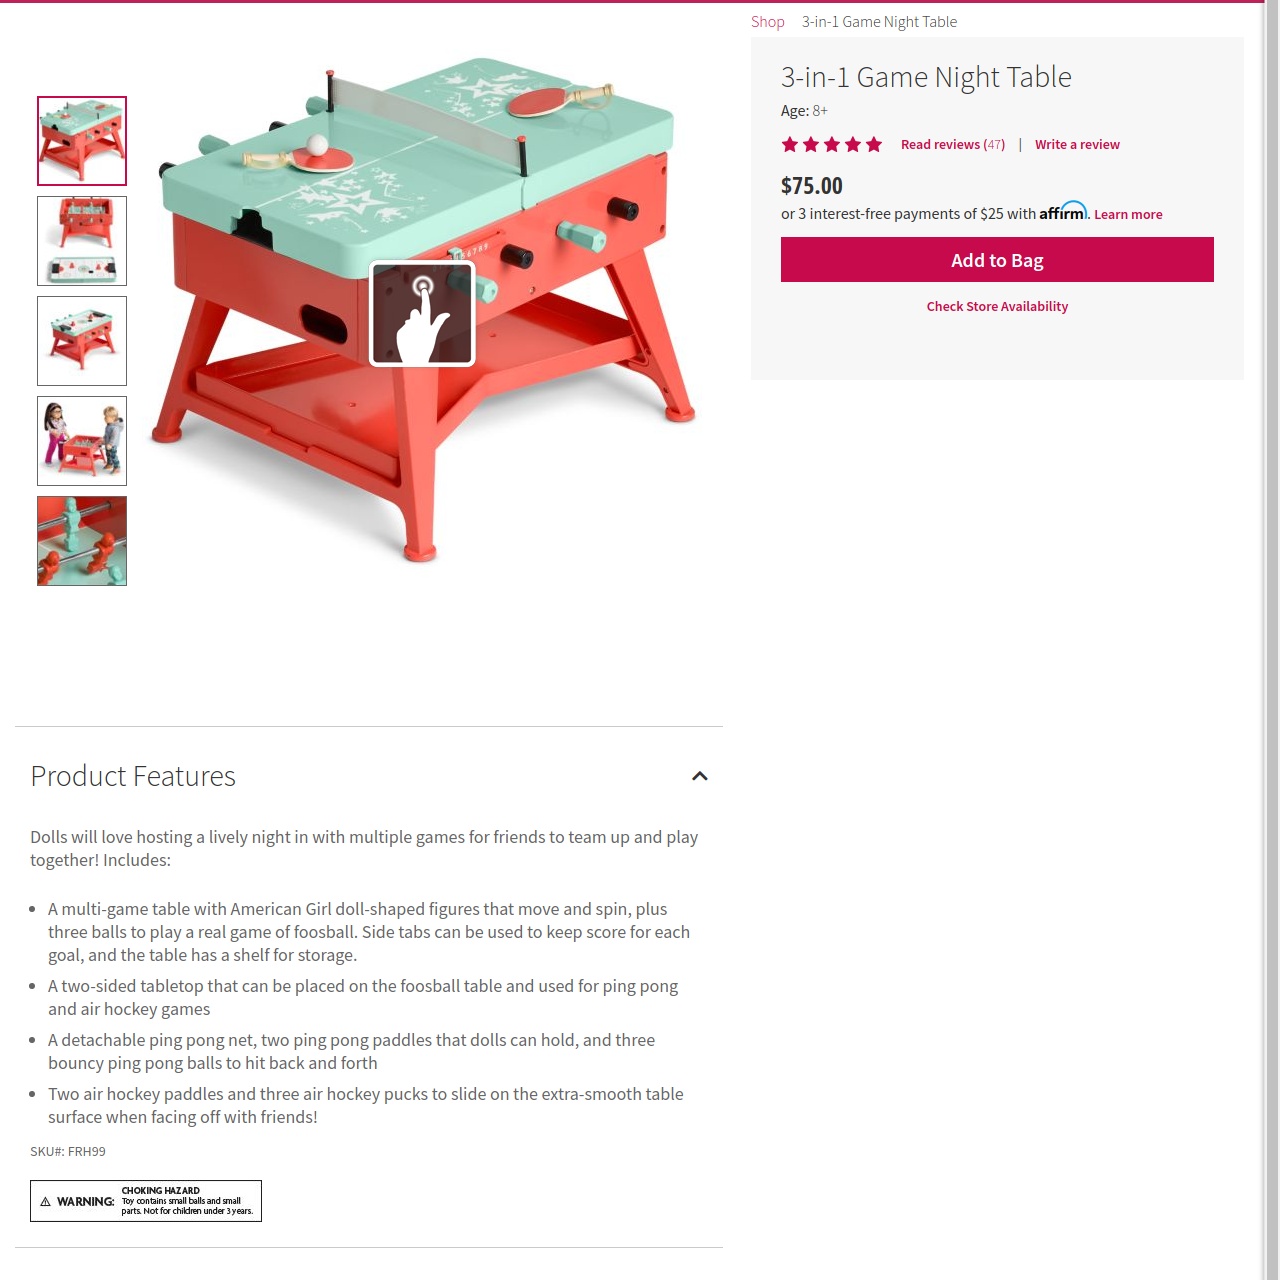 Shop 3-in-1 Game Night Table
3-in-1 Game Night Table
Age: 8+
Read reviews (47) | Write a review
$75.00
or 3 interest-free payments of $25 with affirm. Learn more
Add to Bag
Check Store Availability
Product Features
Dolls will love hosting a lively night in with multiple games for friends to team up and play
together! Includes:
• A multi-game table with American Girl doll-shaped figures that move and spin, plus
three balls to play a real game of foosball. Side tabs can be used to keep score for each
goal, and the table has a shelf for storage.
• A two-sided tabletop that can be placed on the foosball table and used for ping pong
and air hockey games
• A detachable ping pong net, two ping pong paddles that dolls can hold, and three
bouncy ping pong balls to hit back and forth
• Two air hockey paddles and three air hockey pucks to slide on the extra-smooth table
surface when facing off with friends!
SKU#: FRH99
⚠ WARNING: CHOKING HAZARD
Toy contains small balls and small
parts. Not for children under 3 years.